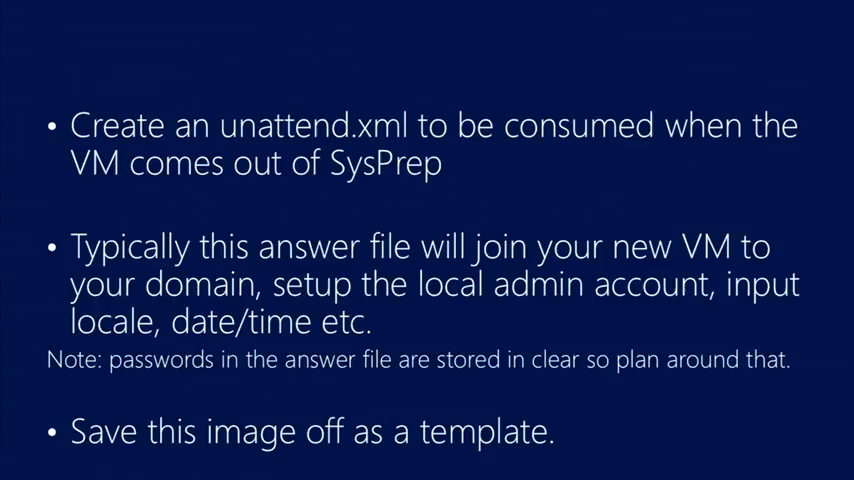 • Create an unattend.xml to be consumed when the
VM comes out of SysPrep
• Typically this answer file will join your new VM to
your domain, setup the local admin account, input
locale, date/time etc.
Note: passwords in the answer file are stored in clear so plan around that.
• Save this image off as a template.